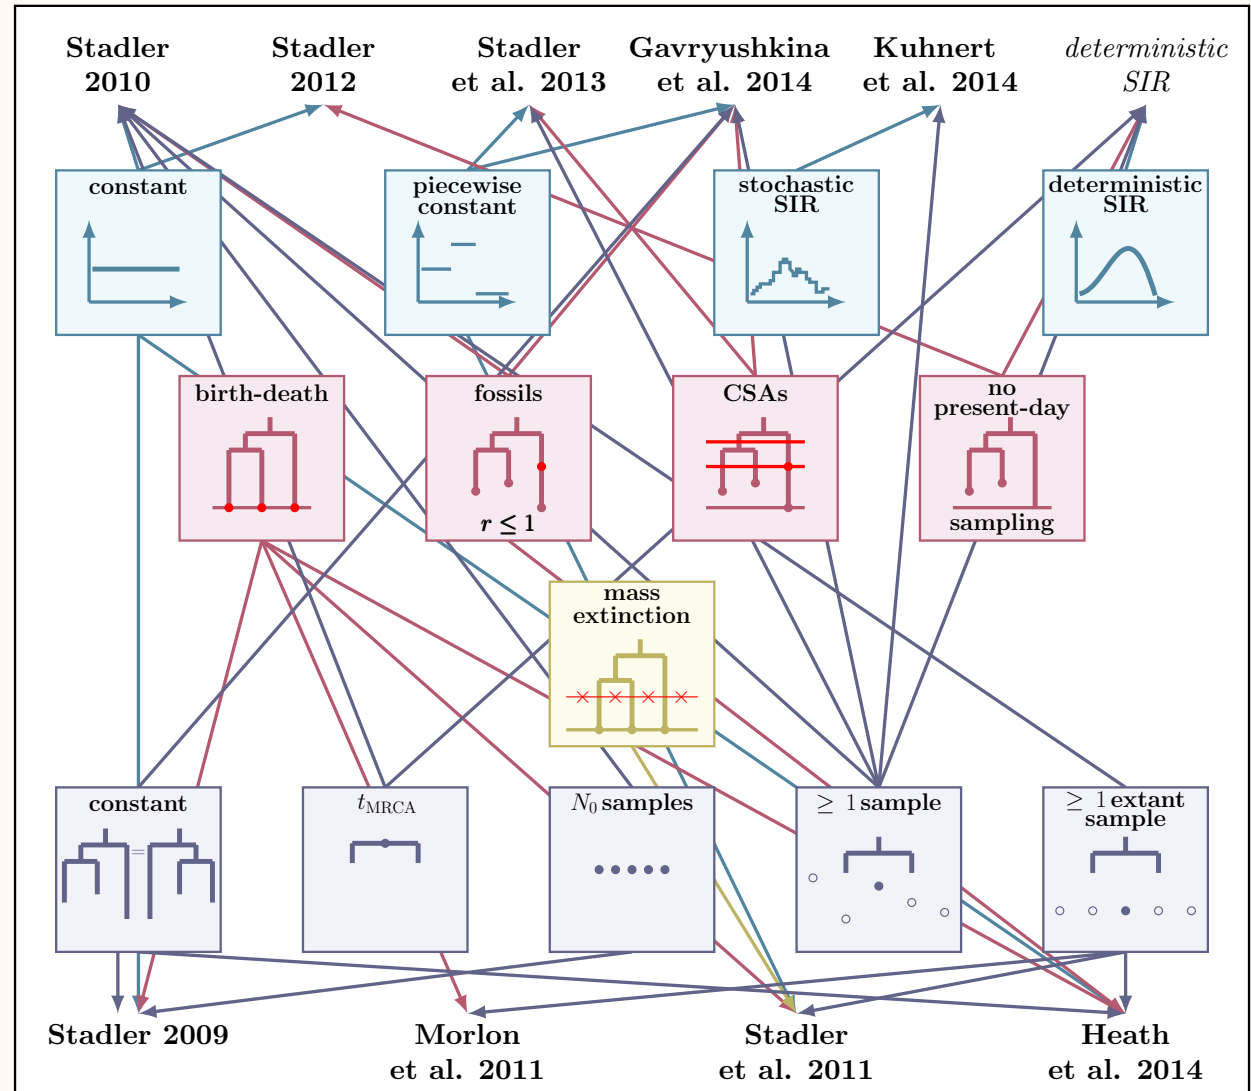 Stadler
2010
Stadler
2012
Stadler
et al. 2013
Gavryushkina
et al. 2014
Kuhnert
et al. 2014
deterministic
SIR
constant
piecewise
constant
stochastic
SIR
deterministic
SIR
birth-death
fossils
r ≤ 1
CSAs
no
present-day
sampling
mass
extinction
constant
=
t_MRCA
N_0 samples
≥ 1 sample
≥ 1 extant
sample
Stadler 2009
Morlon
et al. 2011
Stadler
et al. 2011
Heath
et al. 2014